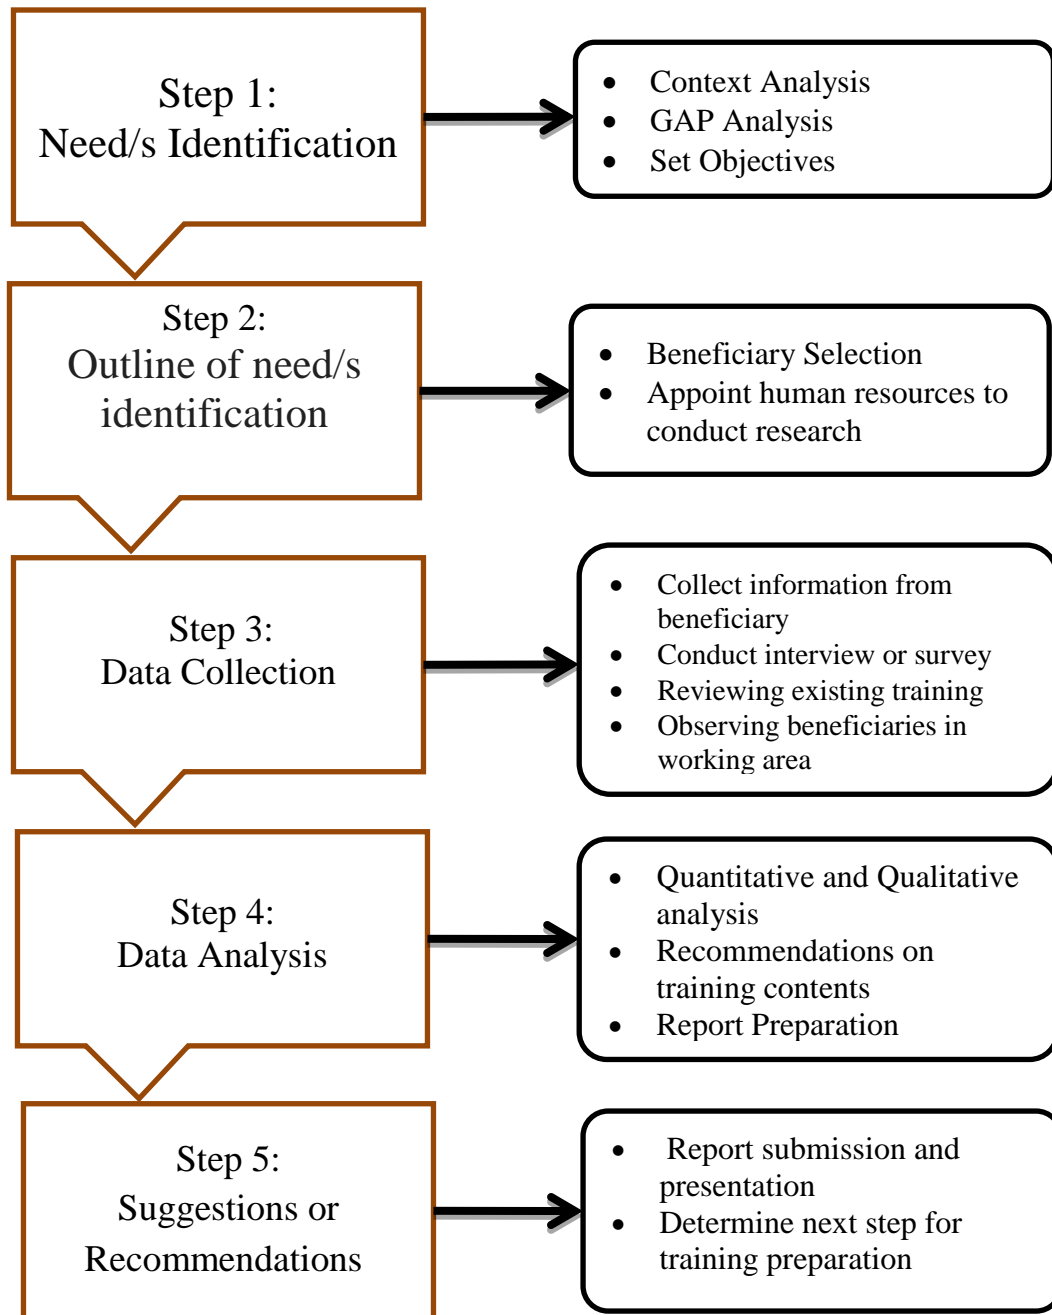 Step 1:
Need/s Identification
• Context Analysis
• GAP Analysis
• Set Objectives
Step 2:
Outline of need/s
identification
• Beneficiary Selection
• Appoint human resources to
conduct research
Step 3:
Data Collection
• Collect information from
beneficiary
• Conduct interview or survey
• Reviewing existing training
• Observing beneficiaries in
working area
Step 4:
Data Analysis
• Quantitative and Qualitative
analysis
• Recommendations on
training contents
• Report Preparation
Step 5:
Suggestions or
Recommendations
• Report submission and
presentation
• Determine next step for
training preparation